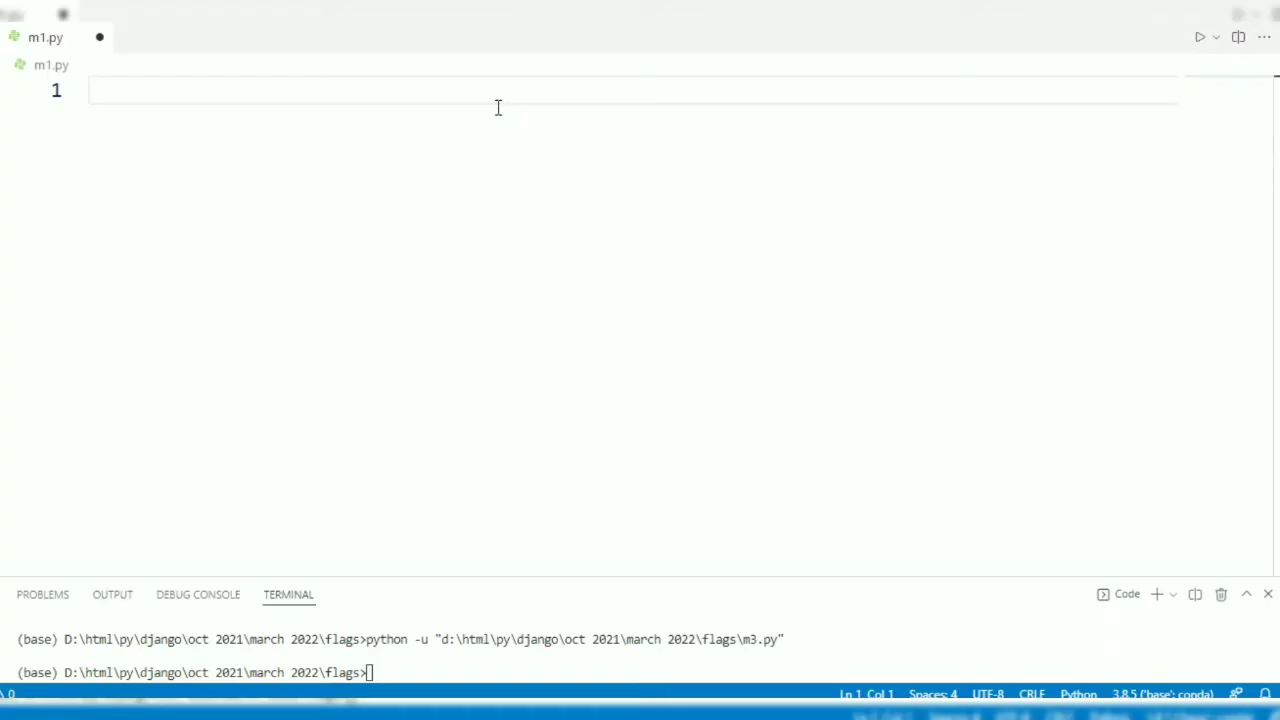 m1.py
m1.py
1
PROBLEMS OUTPUT DEBUG CONSOLE TERMINAL Code
(base) D:\html\py\django\oct 2021\march 2022\flags>python -u "d:\html\py\django\oct 2021\march 2022\flags\m3.py"
(base) D:\html\py\django\oct 2021\march 2022\flags>
0 Ln 1, Col 1 Spaces: 4 UTF-8 CRLF Python 3.8.5 ('base': conda)